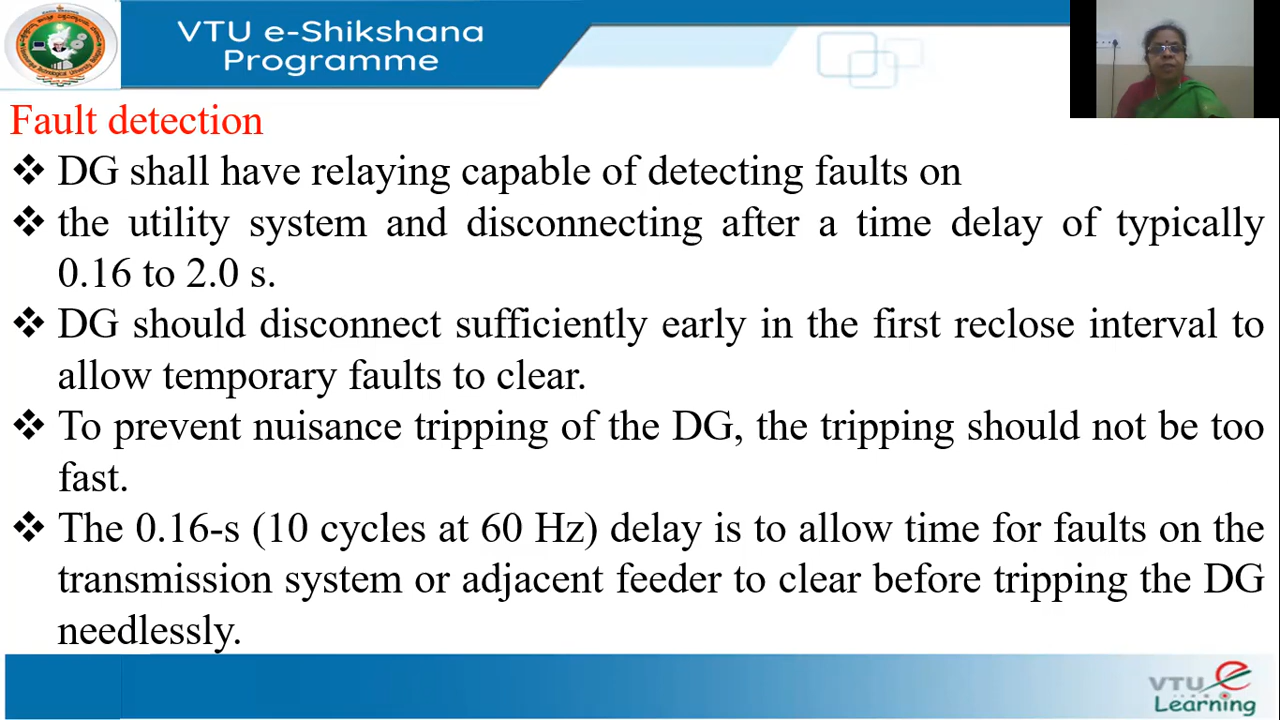 VTU e-Shikshana
Programme
Fault detection
❖ DG shall have relaying capable of detecting faults on
❖ the utility system and disconnecting after a time delay of typically
0.16 to 2.0 s.
❖ DG should disconnect sufficiently early in the first reclose interval to
allow temporary faults to clear.
❖ To prevent nuisance tripping of the DG, the tripping should not be too
fast.
❖ The 0.16-s (10 cycles at 60 Hz) delay is to allow time for faults on the
transmission system or adjacent feeder to clear before tripping the DG
needlessly.
VTU e
Learning